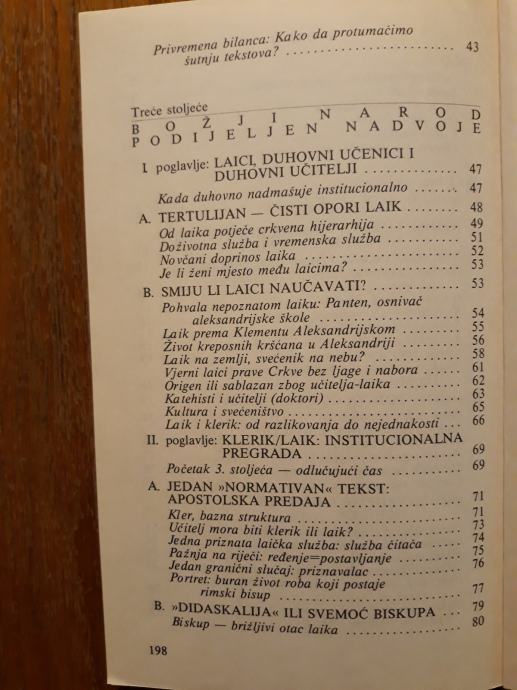 Privremena bilanca: Kako da protumačimo
šutnju tekstova? . . . . . . . . . . . . . . . . . . . . . . . . 43
Treće stoljeće
BOŽJI NAROD
PODIJELJEN NADVOJE
I. poglavlje: LAICI, DUHOVNI UČENICI I
DUHOVNI UČITELJI . . . . . . . . . . . . . . . 47
Kada duhovno nadmašuje institucionalno . . . . . . . 47
A. TERTULIJAN — ČISTI OPORI LAIK . . . . . . . . 48
Od laika potječe crkvena hijerarhija . . . . . . . . . . . 49
Doživotna služba i vremenska služba . . . . . . . . . . 51
Novčani doprinos laika . . . . . . . . . . . . . . . . . . . . . 52
Je li ženi mjesto među laicima? . . . . . . . . . . . . . . . 53
B. SMIJU LI LAICI NAUČAVATI? . . . . . . . . . . . . . 53
Pohvala nepoznatom laiku: Panten, osnivač
aleksandrijske škole . . . . . . . . . . . . . . . . . . . 54
Laik prema Klementu Aleksandrijskom . . . . . . . . 55
Život kreposnih kršćana u Aleksandriji . . . . . . . . . 56
Laik na zemlji, svećenik na nebu? . . . . . . . . . . . . . 58
Vjerni laici prave Crkve bez ljage i nabora . . . . . . . 61
Origen ili sablazan zbog učitelja-laika . . . . . . . . . . 62
Katehisti i učitelji (doktori) . . . . . . . . . . . . . . . . . . 63
Kultura i svećeništvo . . . . . . . . . . . . . . . . . . . . . . . 65
Laik i klerik: od razlikovanja do nejednakosti . . . . 66
II. poglavlje: KLERIK/LAIK: INSTITUCIONALNA
PREGRADA . . . . . . . . . . . . . . . . . . . . . . 69
Početak 3. stoljeća — odlučujući čas . . . . . . . . . . 69
A. JEDAN »NORMATIVAN« TEKST:
APOSTOLSKA PREDAJA . . . . . . . . . . . . . . . . . 71
Kler, bazna struktura . . . . . . . . . . . . . . . . . . . . . . 71
Učitelj mora biti klerik ili laik? . . . . . . . . . . . . . . 73
Jedna priznata laička služba: služba čitača . . . . . . 74
Pažnja na riječi: ređenje=postavljanje . . . . . . . . . . 75
Jedan granični slučaj: priznavalac . . . . . . . . . . . . . 76
Portret: buran život roba koji postaje
rimski bisup . . . . . . . . . . . . . . . . . . . . . . . . . 77
B. »DIDASKALIJA« ILI SVEMOĆ BISKUPA . . . 79
Biskup — brižljivi otac laika . . . . . . . . . . . . . . . . . 80
198